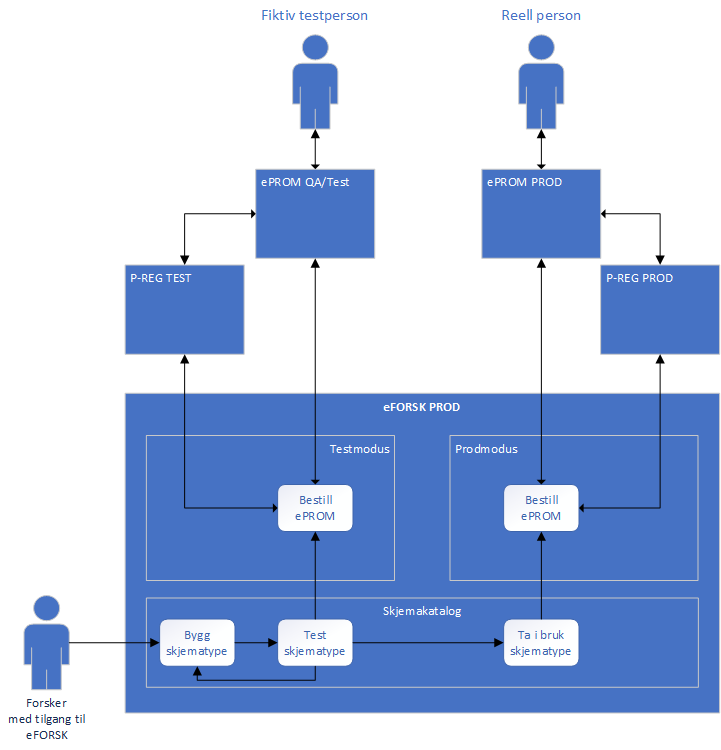 Fiktiv testperson
Reell person
ePROM QA/Test
ePROM PROD
P-REG TEST
P-REG PROD
eFORSK PROD
Testmodus
Prodmodus
Bestill
ePROM
Bestill
ePROM
Skjemakatalog
Bygg
skjematype
Test
skjematype
Ta i bruk
skjematype
Forsker
med tilgang til
eFORSK